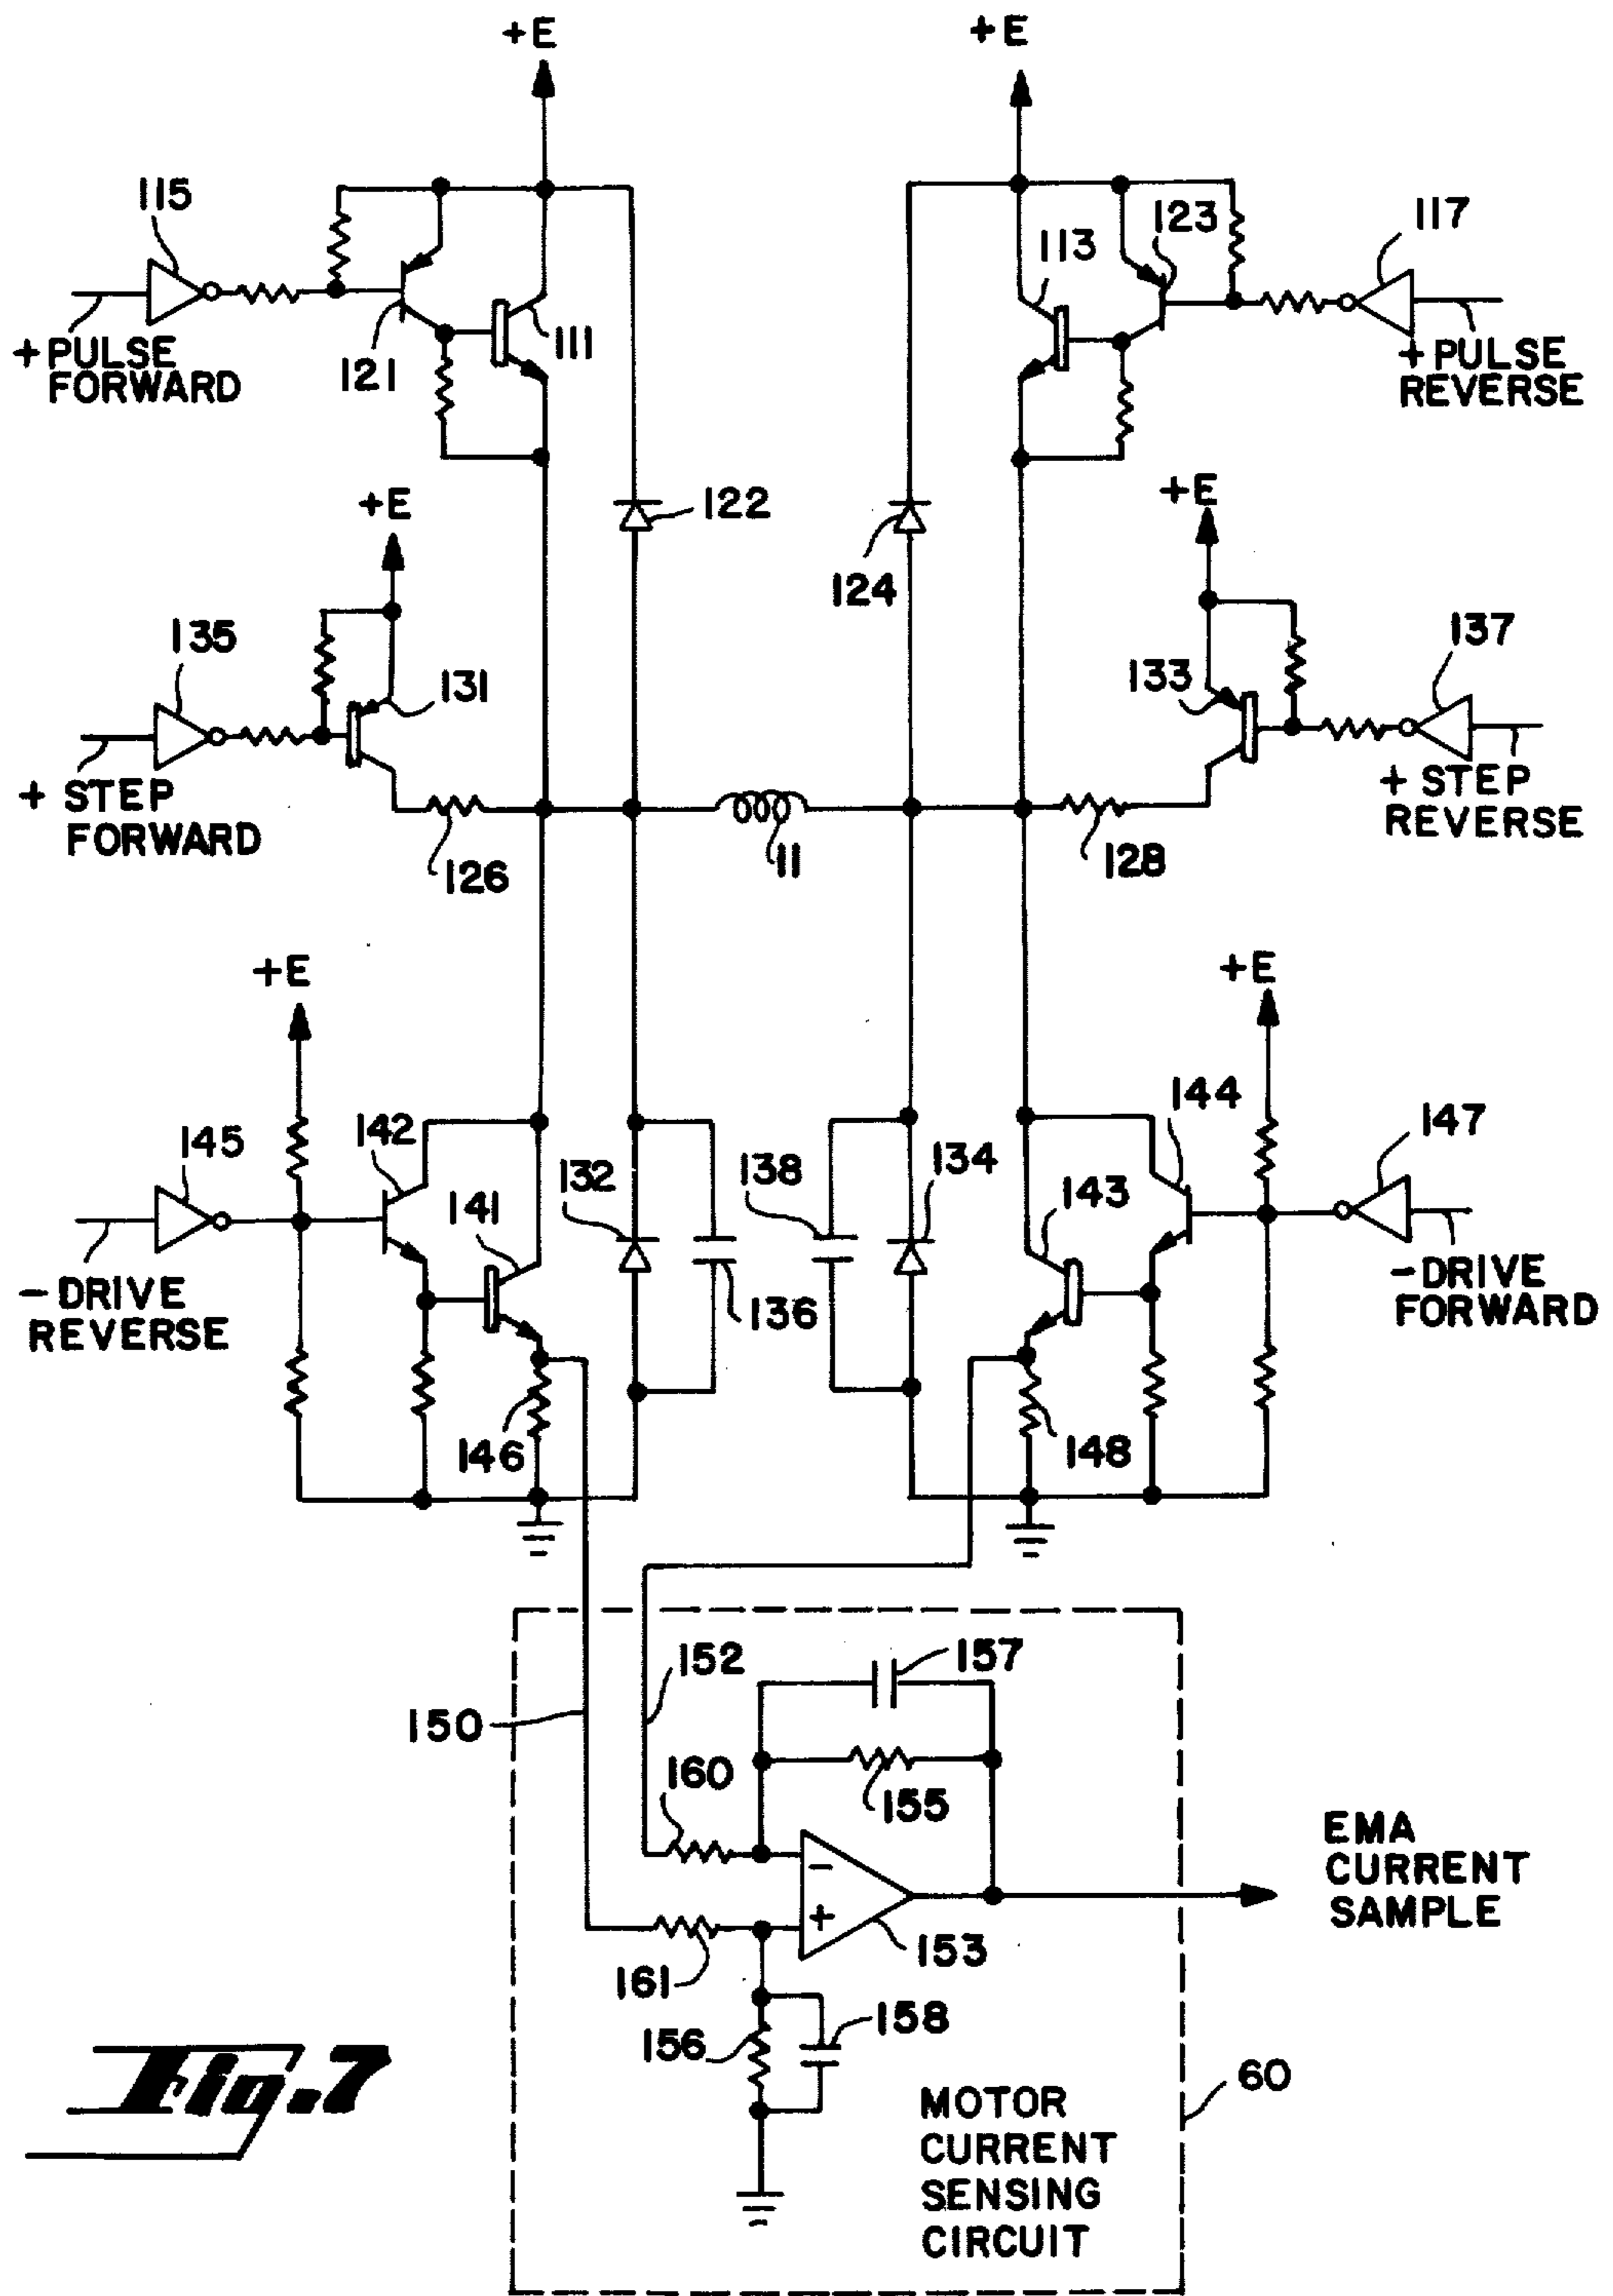 +E
+E
115
+ PULSE
FORWARD
121
111
113
123
117
+ PULSE
REVERSE
122
124
+E
+E
135
131
+ STEP
FORWARD
126
11
133
137
+ STEP
REVERSE
128
+E
+E
145
142
141
132
136
138
134
144
143
147
- DRIVE
REVERSE
- DRIVE
FORWARD
146
148
150
152
157
160
155
-
+
153
161
156
158
EMA
CURRENT
SAMPLE
60
MOTOR
CURRENT
SENSING
CIRCUIT
Fig. 7